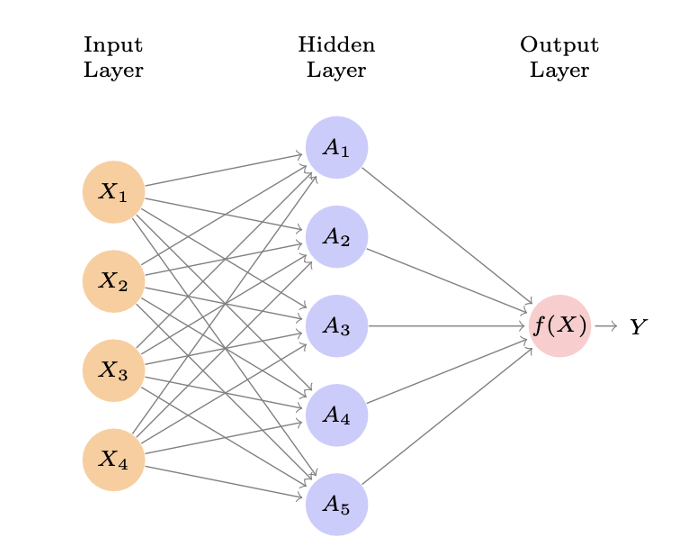 Input
Layer
Hidden
Layer
Output
Layer
X₁
X₂
X₃
X₄
A₁
A₂
A₃
A₄
A₅
f(X)
Y